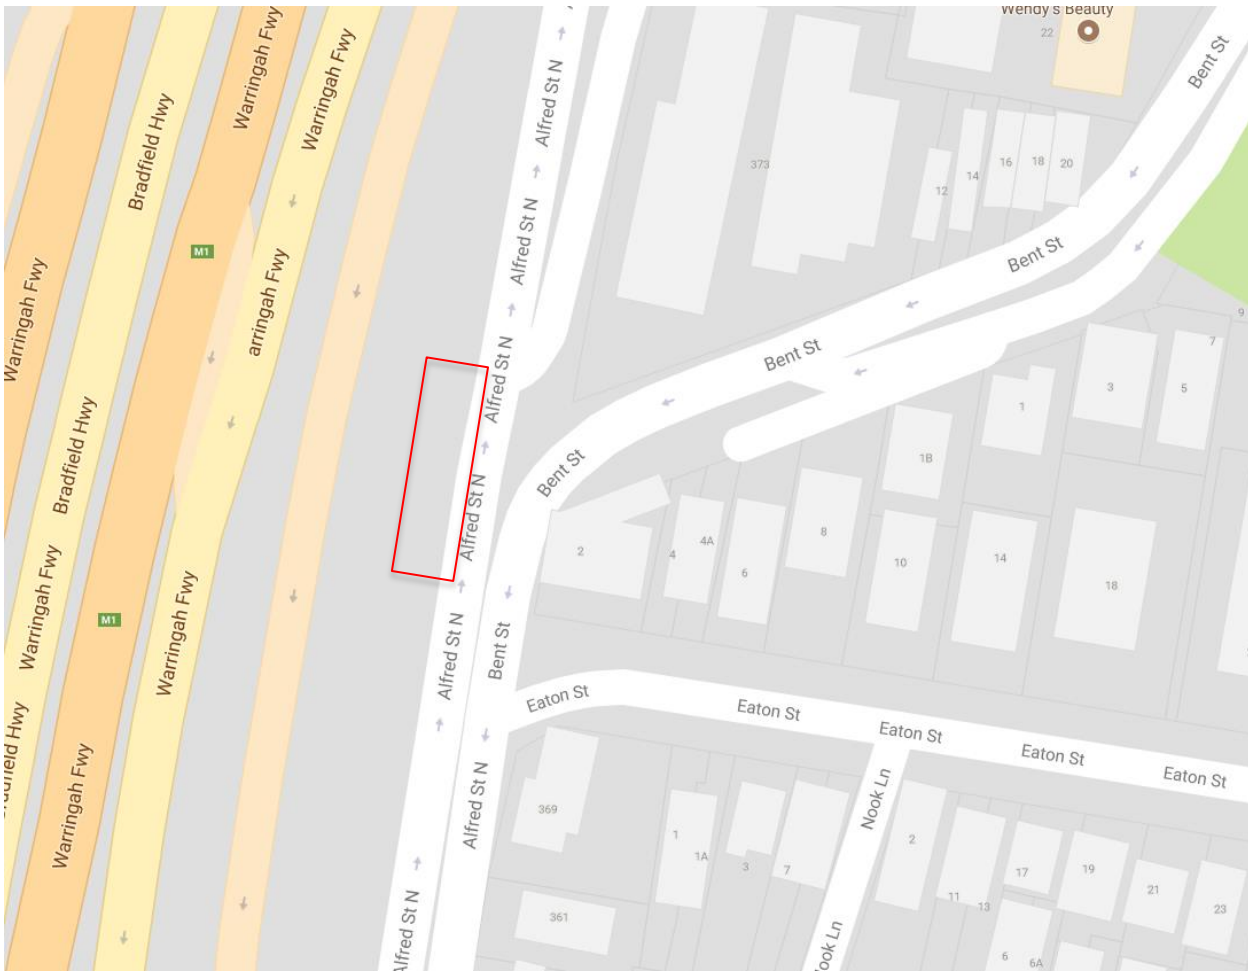 Wendy's Beauty
22
Warringah Fwy
Warringah Fwy
Bradfield Hwy
Alfred St N
Bent St
373
16
18
20
14
12
Alfred St N
M1
Bent St
Warringah Fwy
arringah Fwy
9
7
Alfred St N
Bent St
3
5
Alfred St N
1
Bradfield Hwy
1B
Bent St
Alfred St N
2
4
4A
8
6
10
14
18
Warringah Fwy
M1
Warringah Fwy
Alfred St N
Bent St
Eaton St
Eaton St
Eaton St
Eaton St
Eaton St
Warringah Fwy
Alfred St N
Nook Ln
369
1
1A
3
7
2
17
19
21
23
11
13
361
Alfred St N
Nook Ln
6
6A